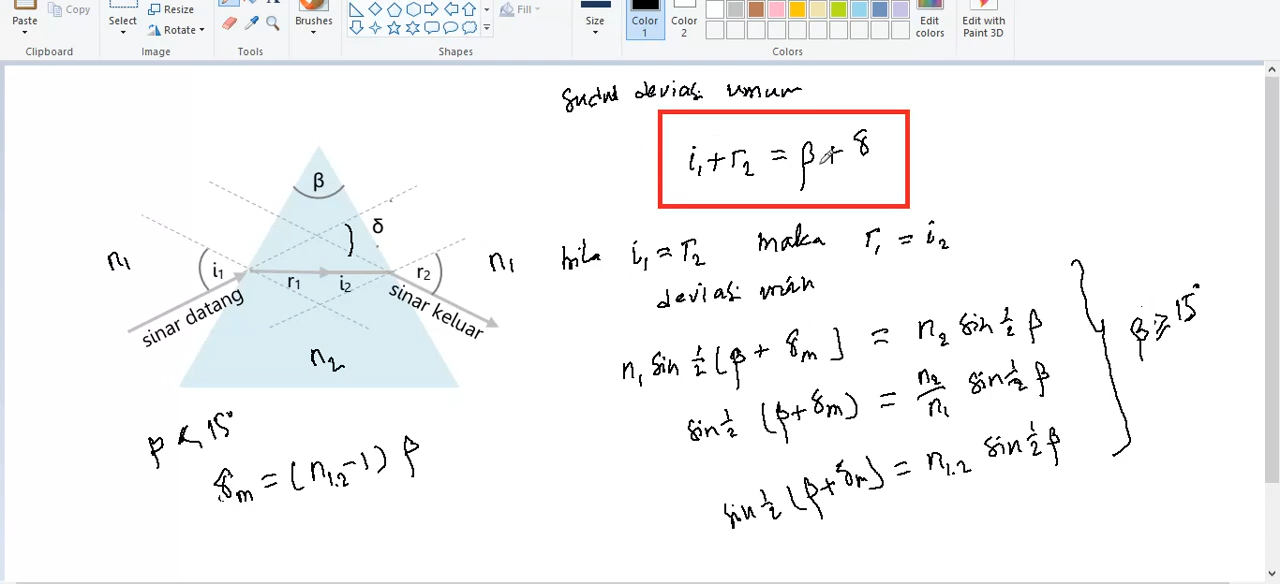 Paste
Copy
Clipboard
Select
Resize
Rotate
Image
Tools
Brushes
Shapes
Fill
Size
Color 1
Color 2
Colors
Edit colors
Edit with Paint 3D
Sudut deviasi umum
i₁ + r₂ = β + δ
bila i₁ = r₂ maka r₁ = i₂
deviasi min
n₁ sin ½ (β + δm) = n₂ sin ½ β
sin ½ (β + δm) = n₂/n₁ sin ½ β
sin ½ (β + δm) = n₁.₂ sin ½ β
β ≥ 15°
β
δ
n₁
i₁
r₁
i₂
r₂
n₁
sinar datang
sinar keluar
n₂
β < 15°
δm = (n₁.₂ - 1) β